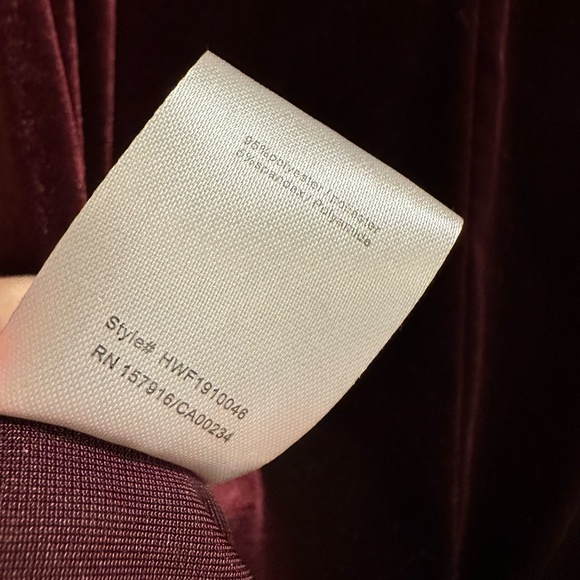 95%polyester / polyester
5%spandex / Polyamide
Style# HWF1910046
RN 157916/CA00234